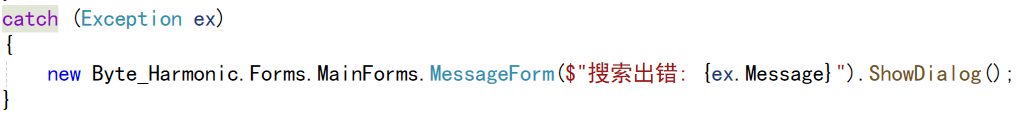 catch (Exception ex)
{
    new Byte_Harmonic.Forms.MainForms.MessageForm($"搜索出错: {ex.Message}").ShowDialog();
}